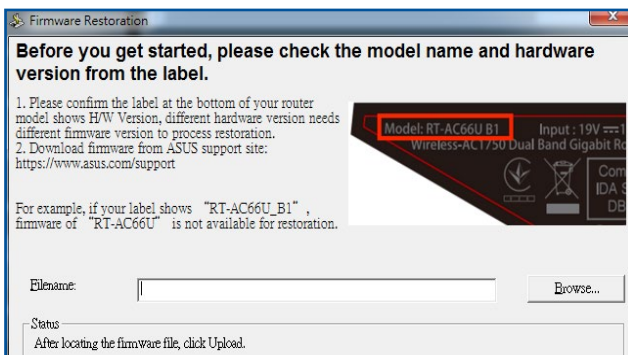 Firmware Restoration
Before you get started, please check the model name and hardware
version from the label.
1. Please confirm the label at the bottom of your router
model shows H/W Version, different hardware version needs
different firmware version to process restoration.
2. Download firmware from ASUS support site:
https://www.asus.com/support
For example, if your label shows “RT-AC66U_B1” ,
firmware of “RT-AC66U” is not available for restoration.
Model: RT-AC66U B1 Input : 19V
Wireless-AC1750 Dual Band Gigabit
Com
IDA S
DB
Filename:
Browse...
Status
After locating the firmware file, click Upload.